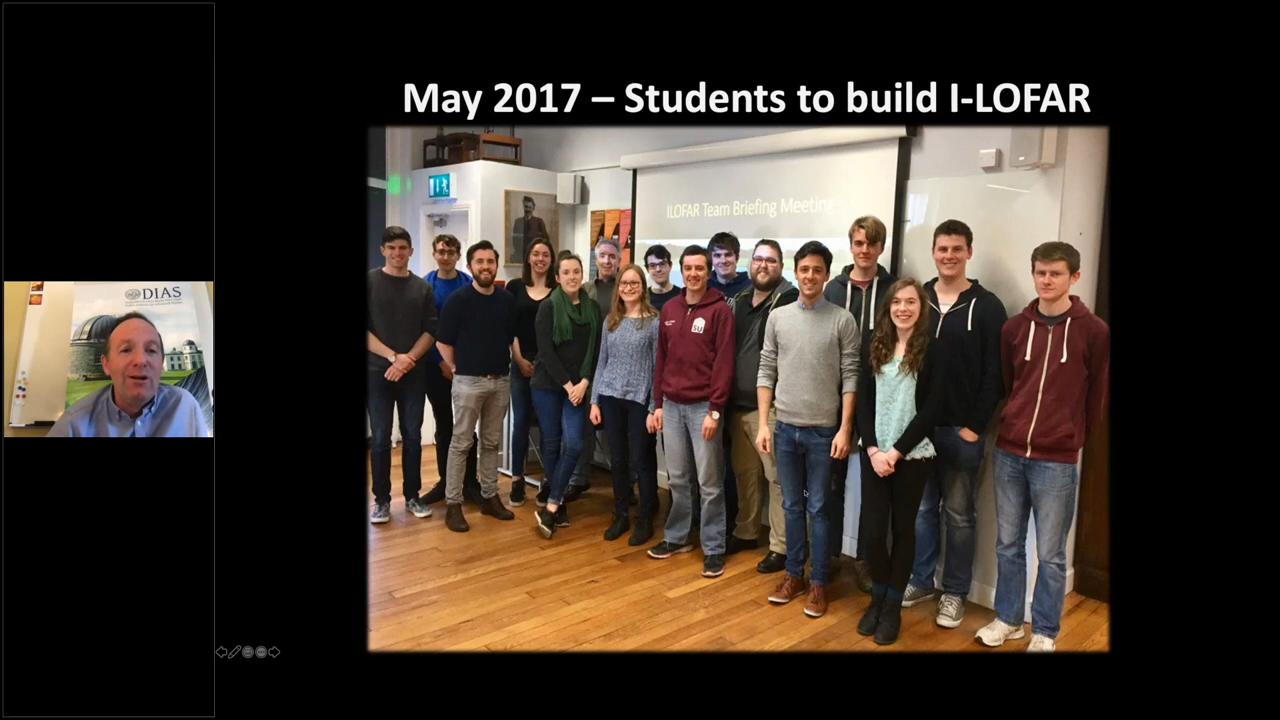 May 2017 – Students to build I-LOFAR
ILOFAR Team Briefing Meeting
DIAS
SU